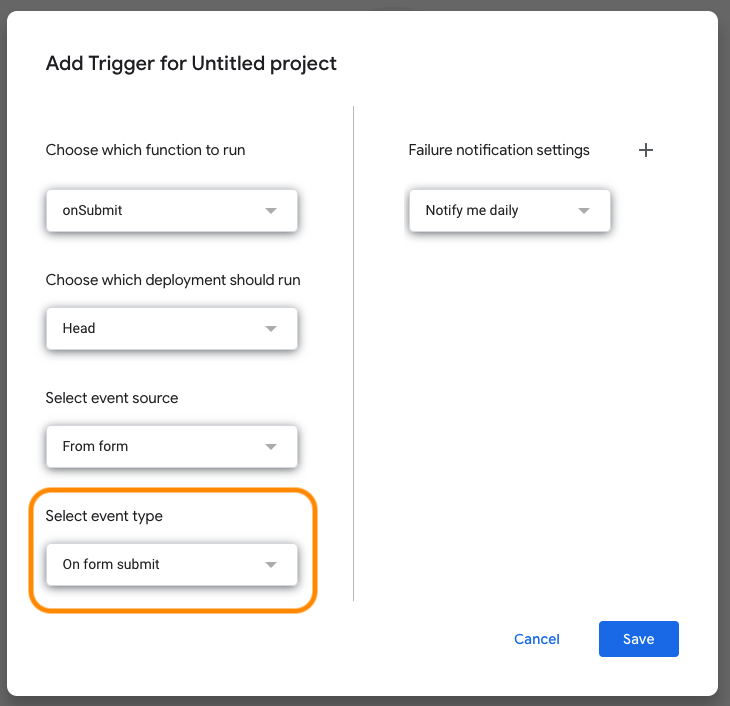 Add Trigger for Untitled project
Choose which function to run
onSubmit
Choose which deployment should run
Head
Select event source
From form
Select event type
On form submit
Failure notification settings
Notify me daily
Cancel
Save